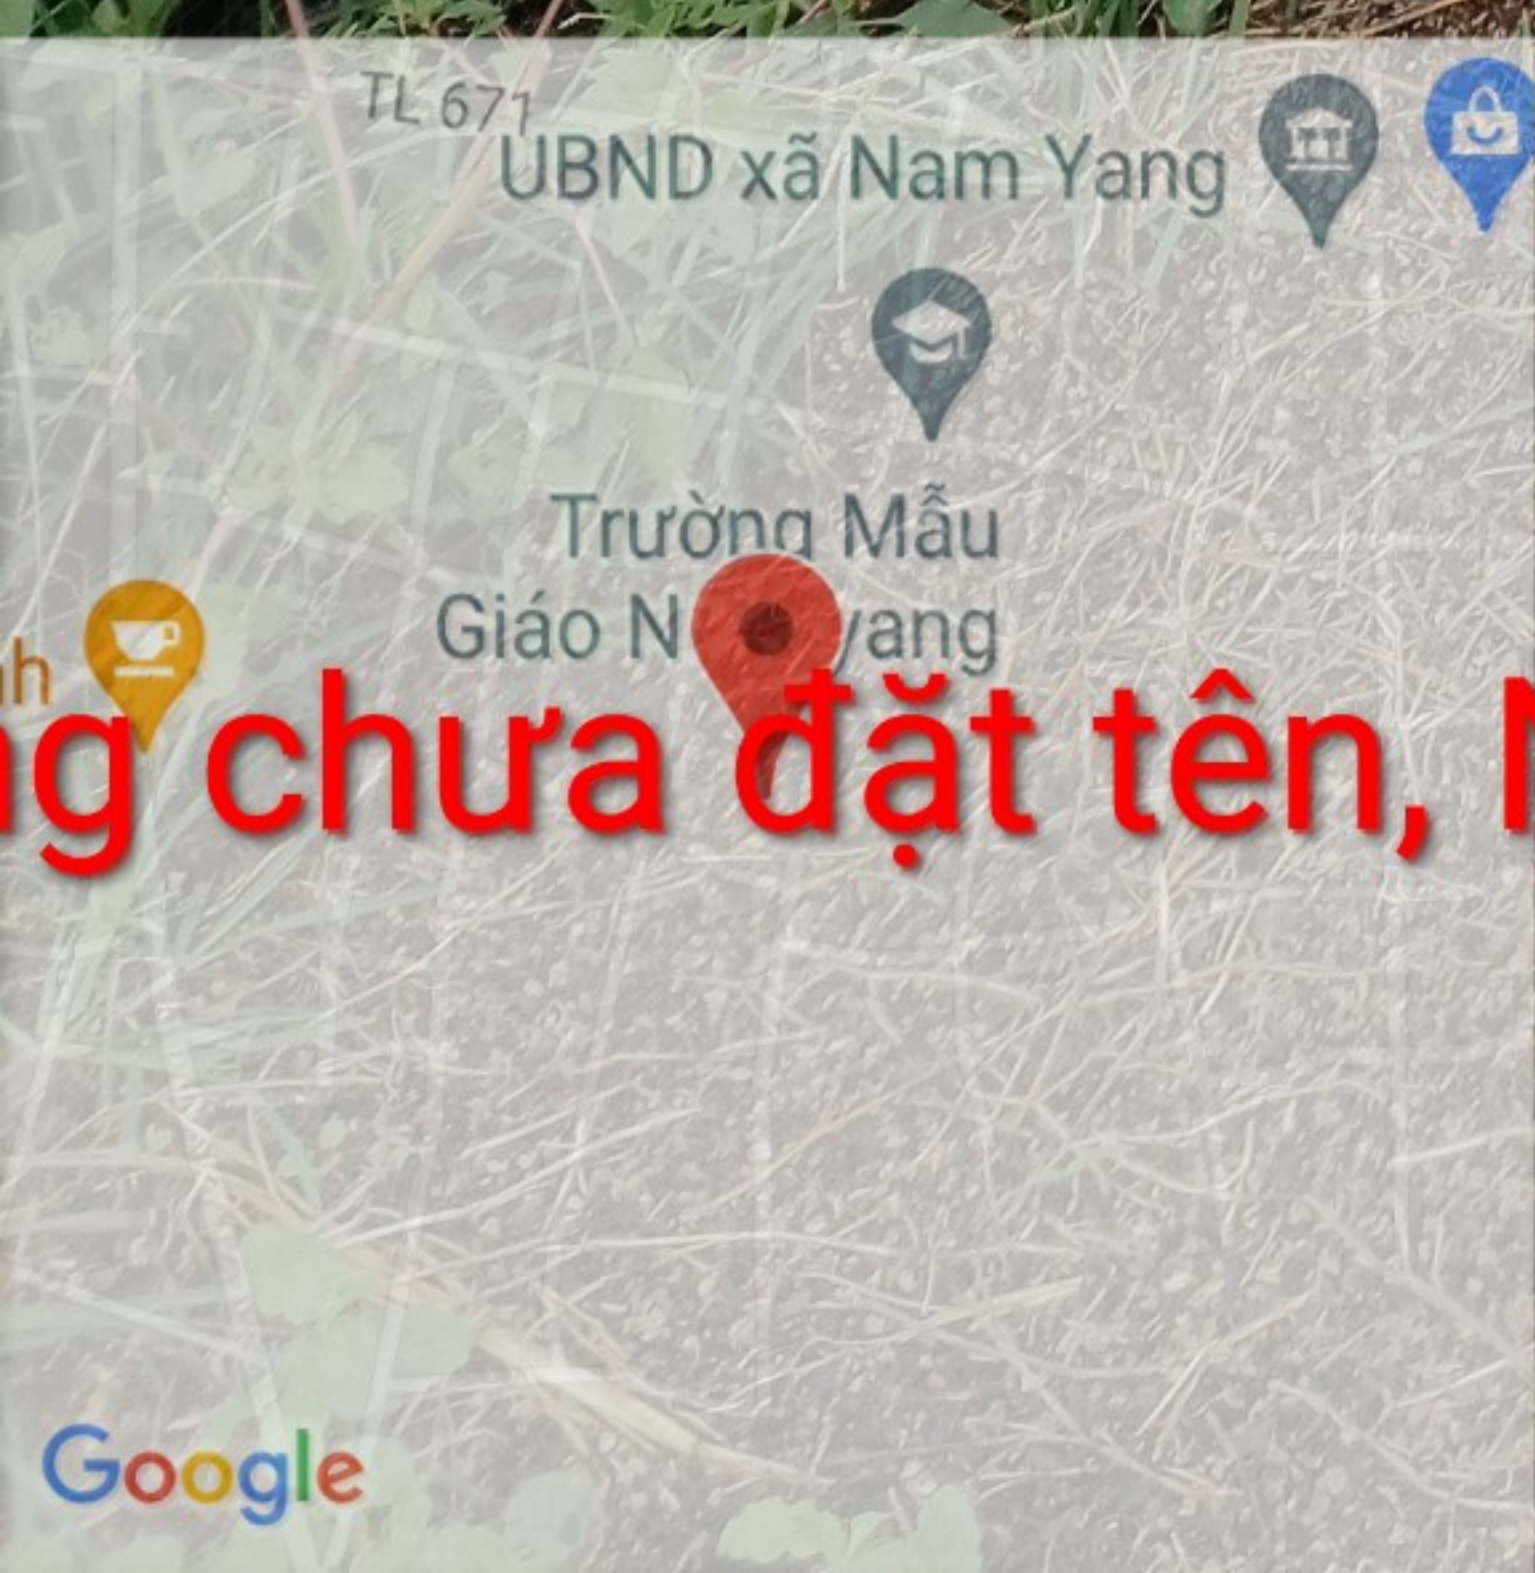 TL 671
UBND xã Nam Yang
Trường Mẫu
Giáo N yang
chưa đặt tên,
Google